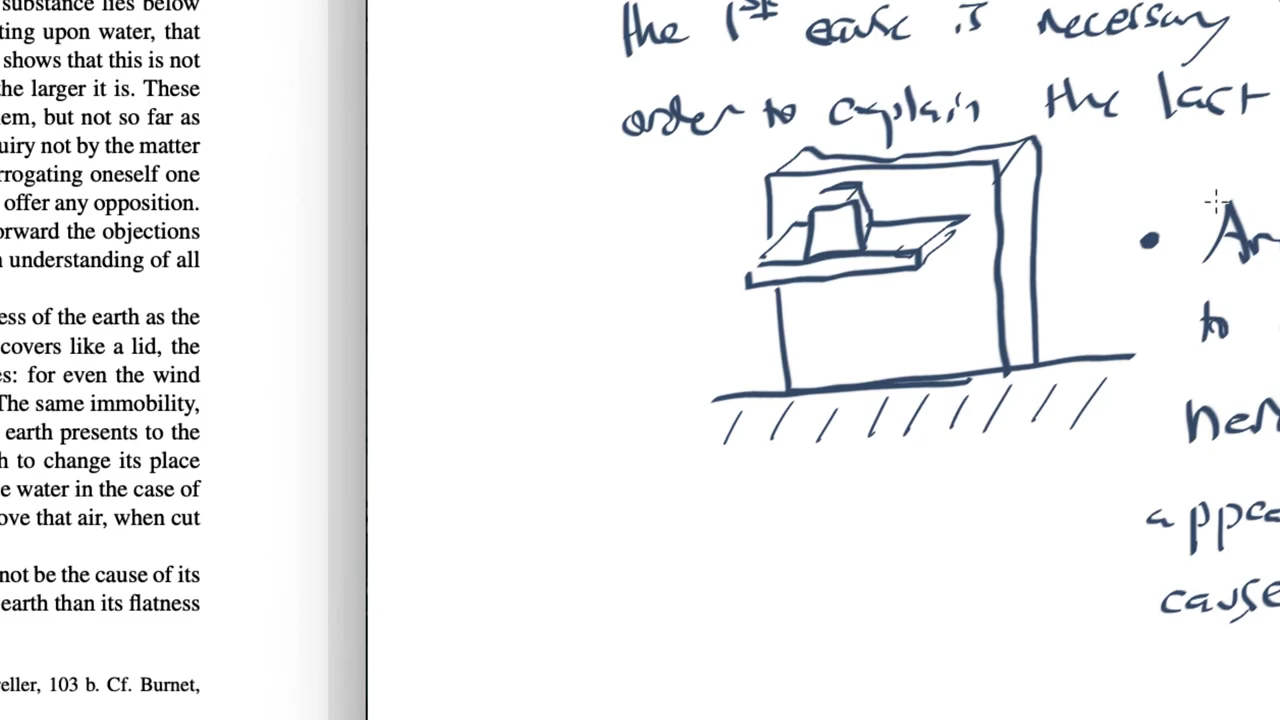 substance lies below
ting upon water, that
shows that this is not
the larger it is. These
em, but not so far as
uiry not by the matter
rrogating oneself one
offer any opposition.
orward the objections
understanding of all
ess of the earth as the
covers like a lid, the
es: for even the wind
The same immobility,
earth presents to the
h to change its place
e water in the case of
ove that air, when cut
not be the cause of its
earth than its flatness
eller, 103 b. Cf. Burnet,
the 1st cause is necessary
order to explain the last
• Ar
to
her
appea
cause